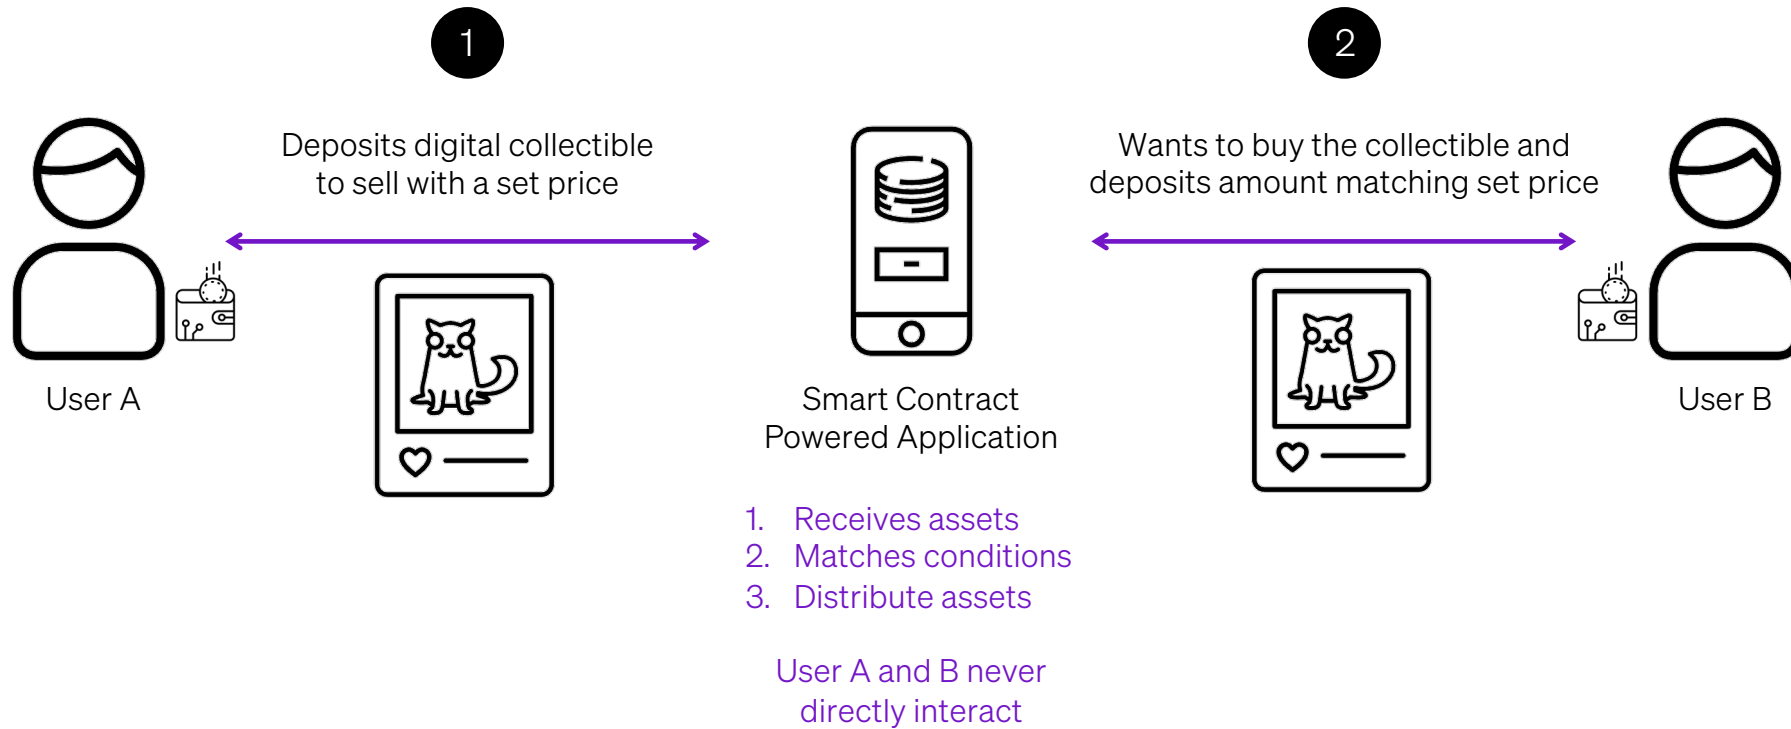 1
Deposits digital collectible
to sell with a set price
User A
Smart Contract
Powered Application
1. Receives assets
2. Matches conditions
3. Distribute assets
User A and B never
directly interact
2
Wants to buy the collectible and
deposits amount matching set price
User B